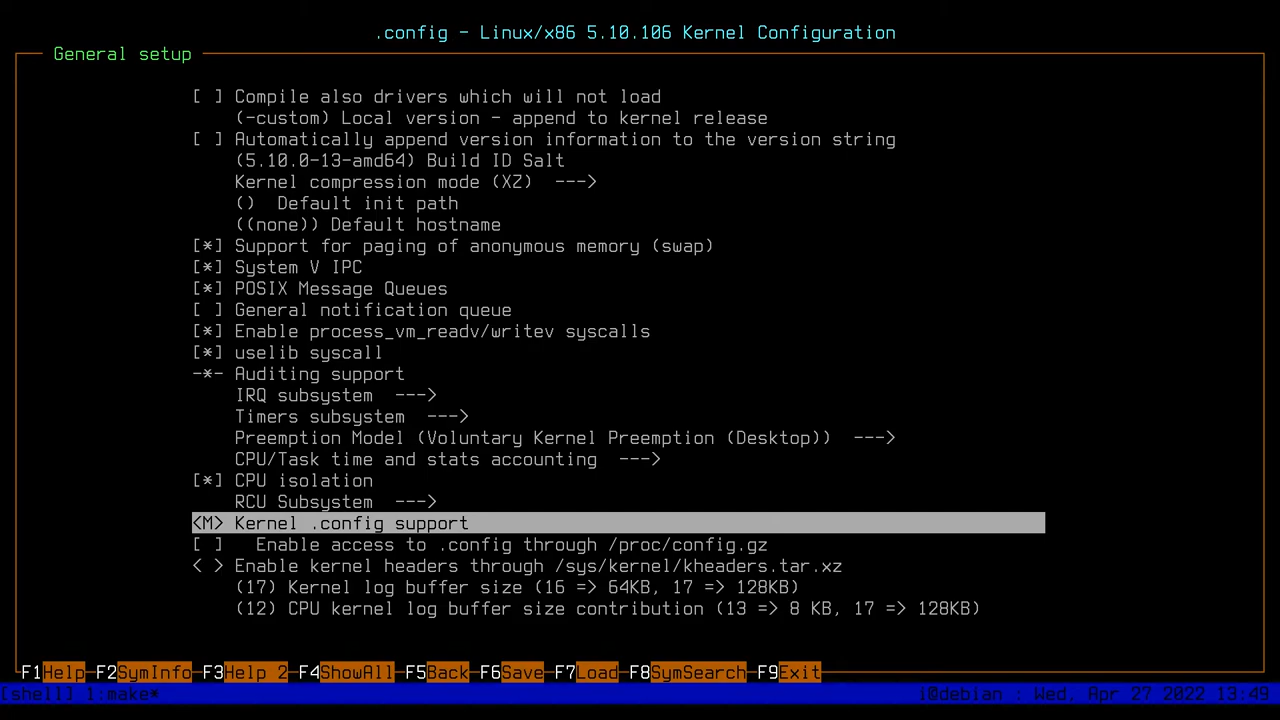 .config - Linux/x86 5.10.106 Kernel Configuration
General setup
[ ] Compile also drivers which will not load
(-custom) Local version - append to kernel release
[ ] Automatically append version information to the version string
(5.10.0-13-amd64) Build ID Salt
Kernel compression mode (XZ)  --->
()  Default init path
((none)) Default hostname
[*] Support for paging of anonymous memory (swap)
[*] System V IPC
[*] POSIX Message Queues
[ ] General notification queue
[*] Enable process_vm_readv/writev syscalls
[*] uselib syscall
-*- Auditing support
IRQ subsystem  --->
Timers subsystem  --->
Preemption Model (Voluntary Kernel Preemption (Desktop))  --->
CPU/Task time and stats accounting  --->
[*] CPU isolation
RCU Subsystem  --->
<M> Kernel .config support
[ ]   Enable access to .config through /proc/config.gz
< > Enable kernel headers through /sys/kernel/kheaders.tar.xz
(17) Kernel log buffer size (16 => 64KB, 17 => 128KB)
(12) CPU kernel log buffer size contribution (13 => 8 KB, 17 => 128KB)
F1Help F2SymInfo F3Help 2 F4ShowAll F5Back F6Save F7Load F8SymSearch F9Exit
[shell] 1:make* i@debian : Wed, Apr 27 2022 13:49